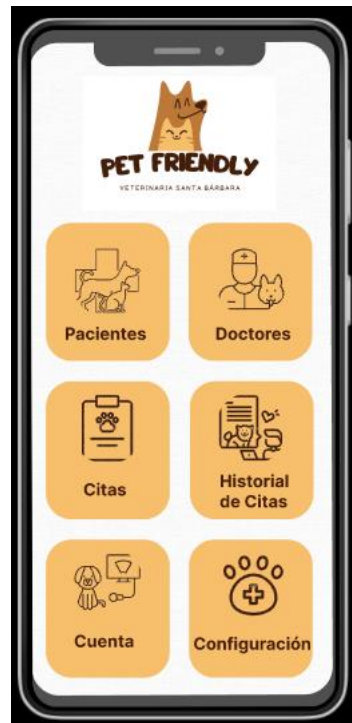 PET FRIENDLY
VETERINARIA SANTA BÁRBARA
Pacientes
Doctores
Citas
Historial
de Citas
Cuenta
Configuración